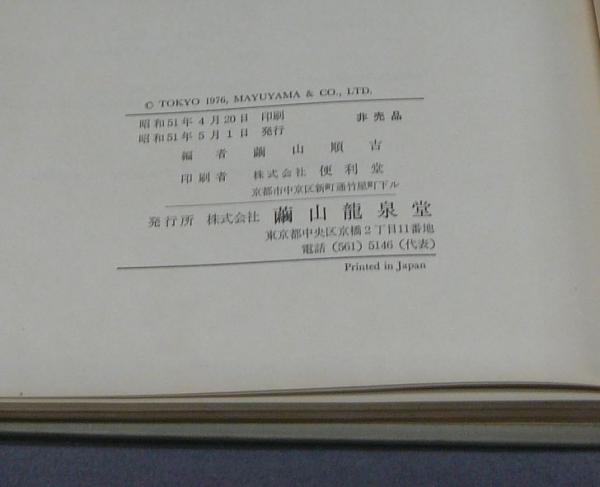 © TOKYO 1976, MAYUYAMA & CO., LTD.
昭和51年4月20日 印刷 非売品
昭和51年5月1日 発行
編者 繭山順吉
印刷者 株式会社 便利堂
京都市中京区新町通竹屋町下ル
発行所 株式会社 繭山龍泉堂
東京都中央区京橋2丁目11番地
電話 (561) 5146 (代表)
Printed in Japan